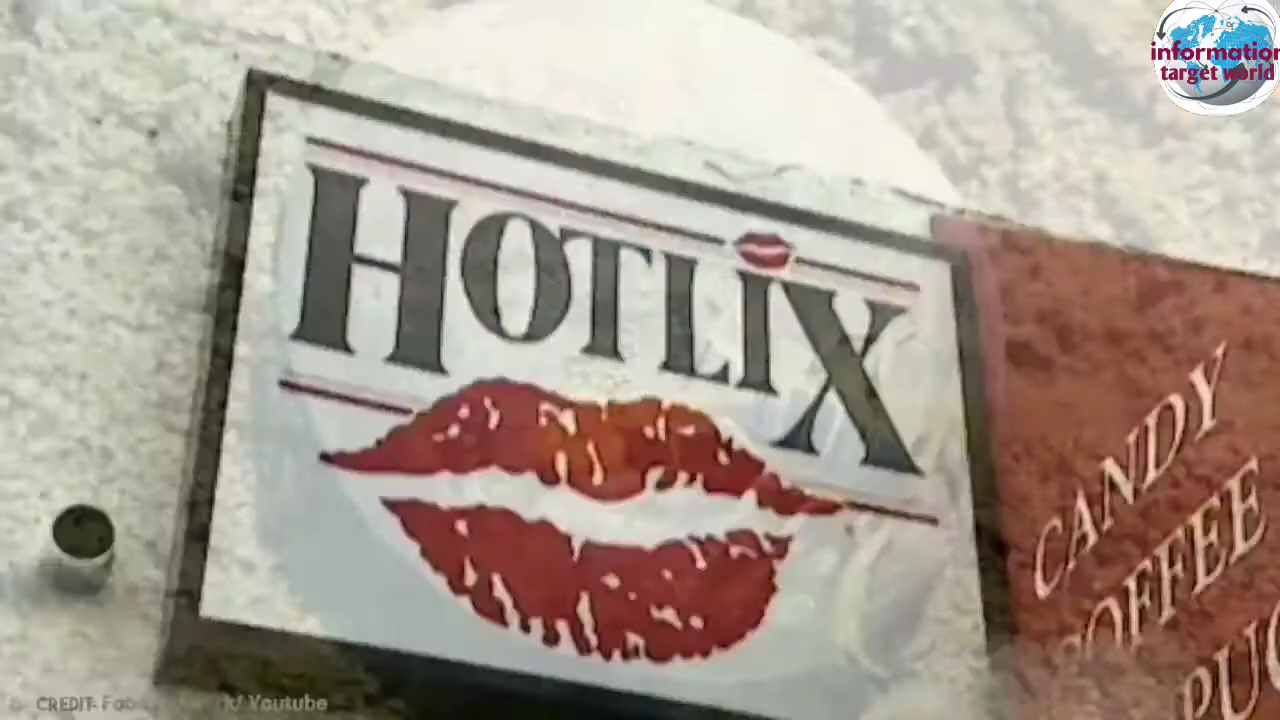 information
target world
HOTLIX
CANDY
COFFEE
CREDIT:
Youtube